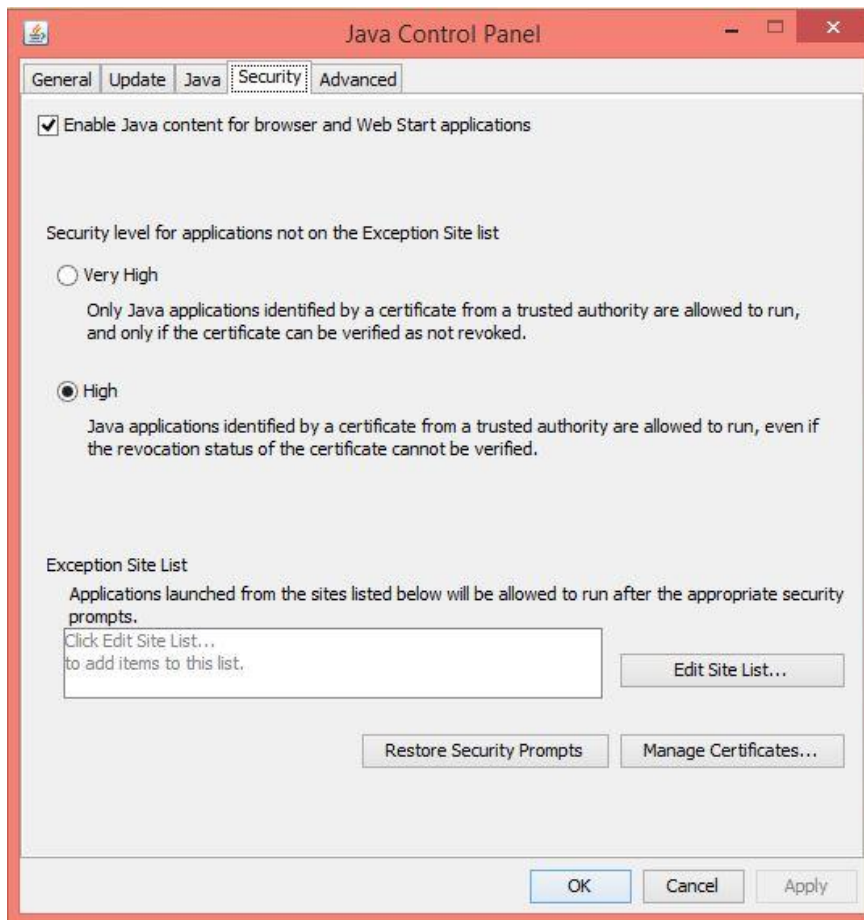 Java Control Panel
General Update Java Security Advanced
Enable Java content for browser and Web Start applications
Security level for applications not on the Exception Site list
Very High
Only Java applications identified by a certificate from a trusted authority are allowed to run,
and only if the certificate can be verified as not revoked.
High
Java applications identified by a certificate from a trusted authority are allowed to run, even if
the revocation status of the certificate cannot be verified.
Exception Site List
Applications launched from the sites listed below will be allowed to run after the appropriate security
prompts.
Click Edit Site List...
to add items to this list.
Edit Site List...
Restore Security Prompts Manage Certificates...
OK Cancel Apply